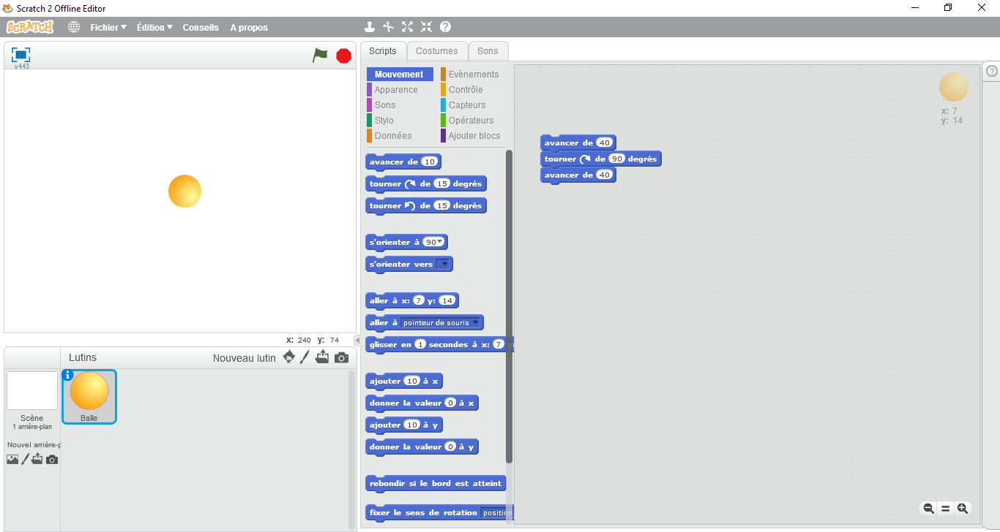 Scratch 2 Offline Editor
SCRATCH Fichier Édition Conseils A propos
v443
Scripts Costumes Sons
Mouvement Evènements
Apparence Contrôle
Sons Capteurs
Stylo Opérateurs
Données Ajouter blocs
avancer de 10
tourner de 15 degrés
tourner de 15 degrés
s'orienter à 90
s'orienter vers
aller à x: 7 y: 14
aller à pointeur de souris
glisser en 1 secondes à x: 7
ajouter 10 à x
donner la valeur 0 à x
ajouter 10 à y
donner la valeur 0 à y
rebondir si le bord est atteint
fixer le sens de rotation position
avancer de 40
tourner de 90 degrés
avancer de 40
x: 7
y: 14
x: 240 y: 74
Lutins Nouveau lutin
Scène
1 arrière-plan
Balle
Nouvel arrière-p